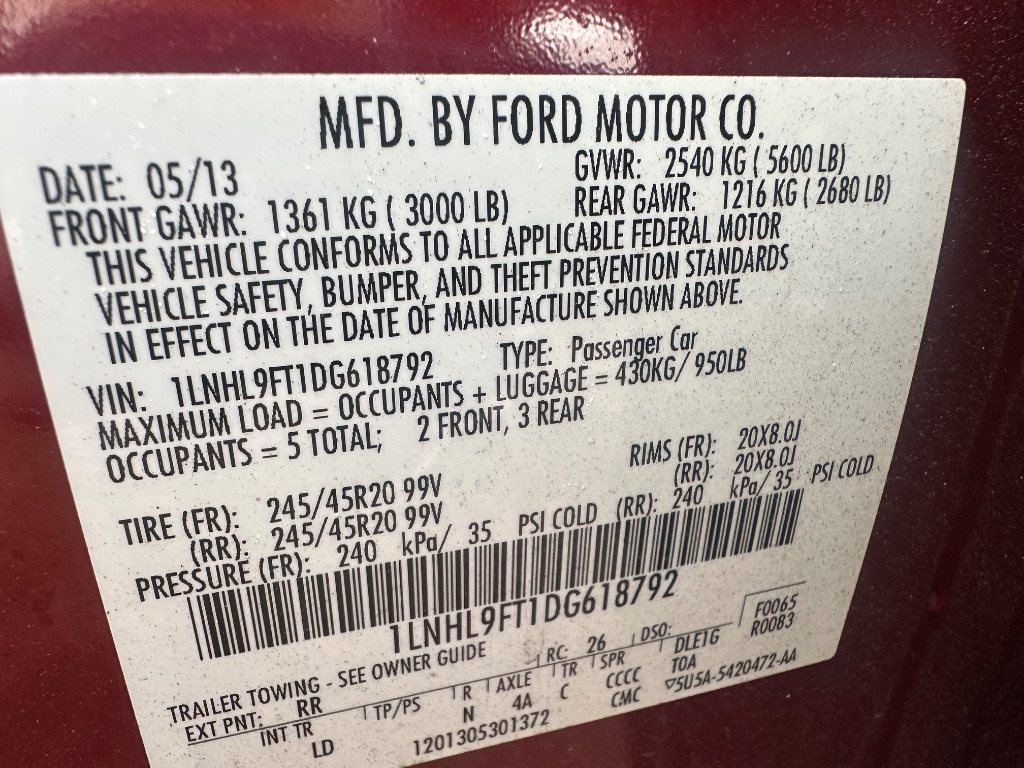 MFD. BY FORD MOTOR CO.
DATE: 05/13 GVWR: 2540 KG ( 5600 LB)
FRONT GAWR: 1361 KG ( 3000 LB) REAR GAWR: 1216 KG ( 2680 LB)
THIS VEHICLE CONFORMS TO ALL APPLICABLE FEDERAL MOTOR
VEHICLE SAFETY, BUMPER, AND THEFT PREVENTION STANDARDS
IN EFFECT ON THE DATE OF MANUFACTURE SHOWN ABOVE.
VIN: 1LNHL9FT1DG618792 TYPE: Passenger Car
MAXIMUM LOAD = OCCUPANTS + LUGGAGE = 430KG/ 950LB
OCCUPANTS = 5 TOTAL; 2 FRONT, 3 REAR
TIRE (FR): 245/45R20 99V RIMS (FR): 20X8.0J
(RR): 245/45R20 99V (RR): 20X8.0J
PRESSURE (FR): 240 kPa/ 35 PSI COLD (RR): 240 kPa/ 35 PSI COLD
1LNHL9FT1DG618792
F0065
TRAILER TOWING - SEE OWNER GUIDE RC: 26 DSO: R0083
EXT PNT: RR TP/PS R AXLE TR SPR DLE1G
INT TR N 4A C CCCC TOA
LD 1201305301372 CMC ▽5U5A-5420472-AA